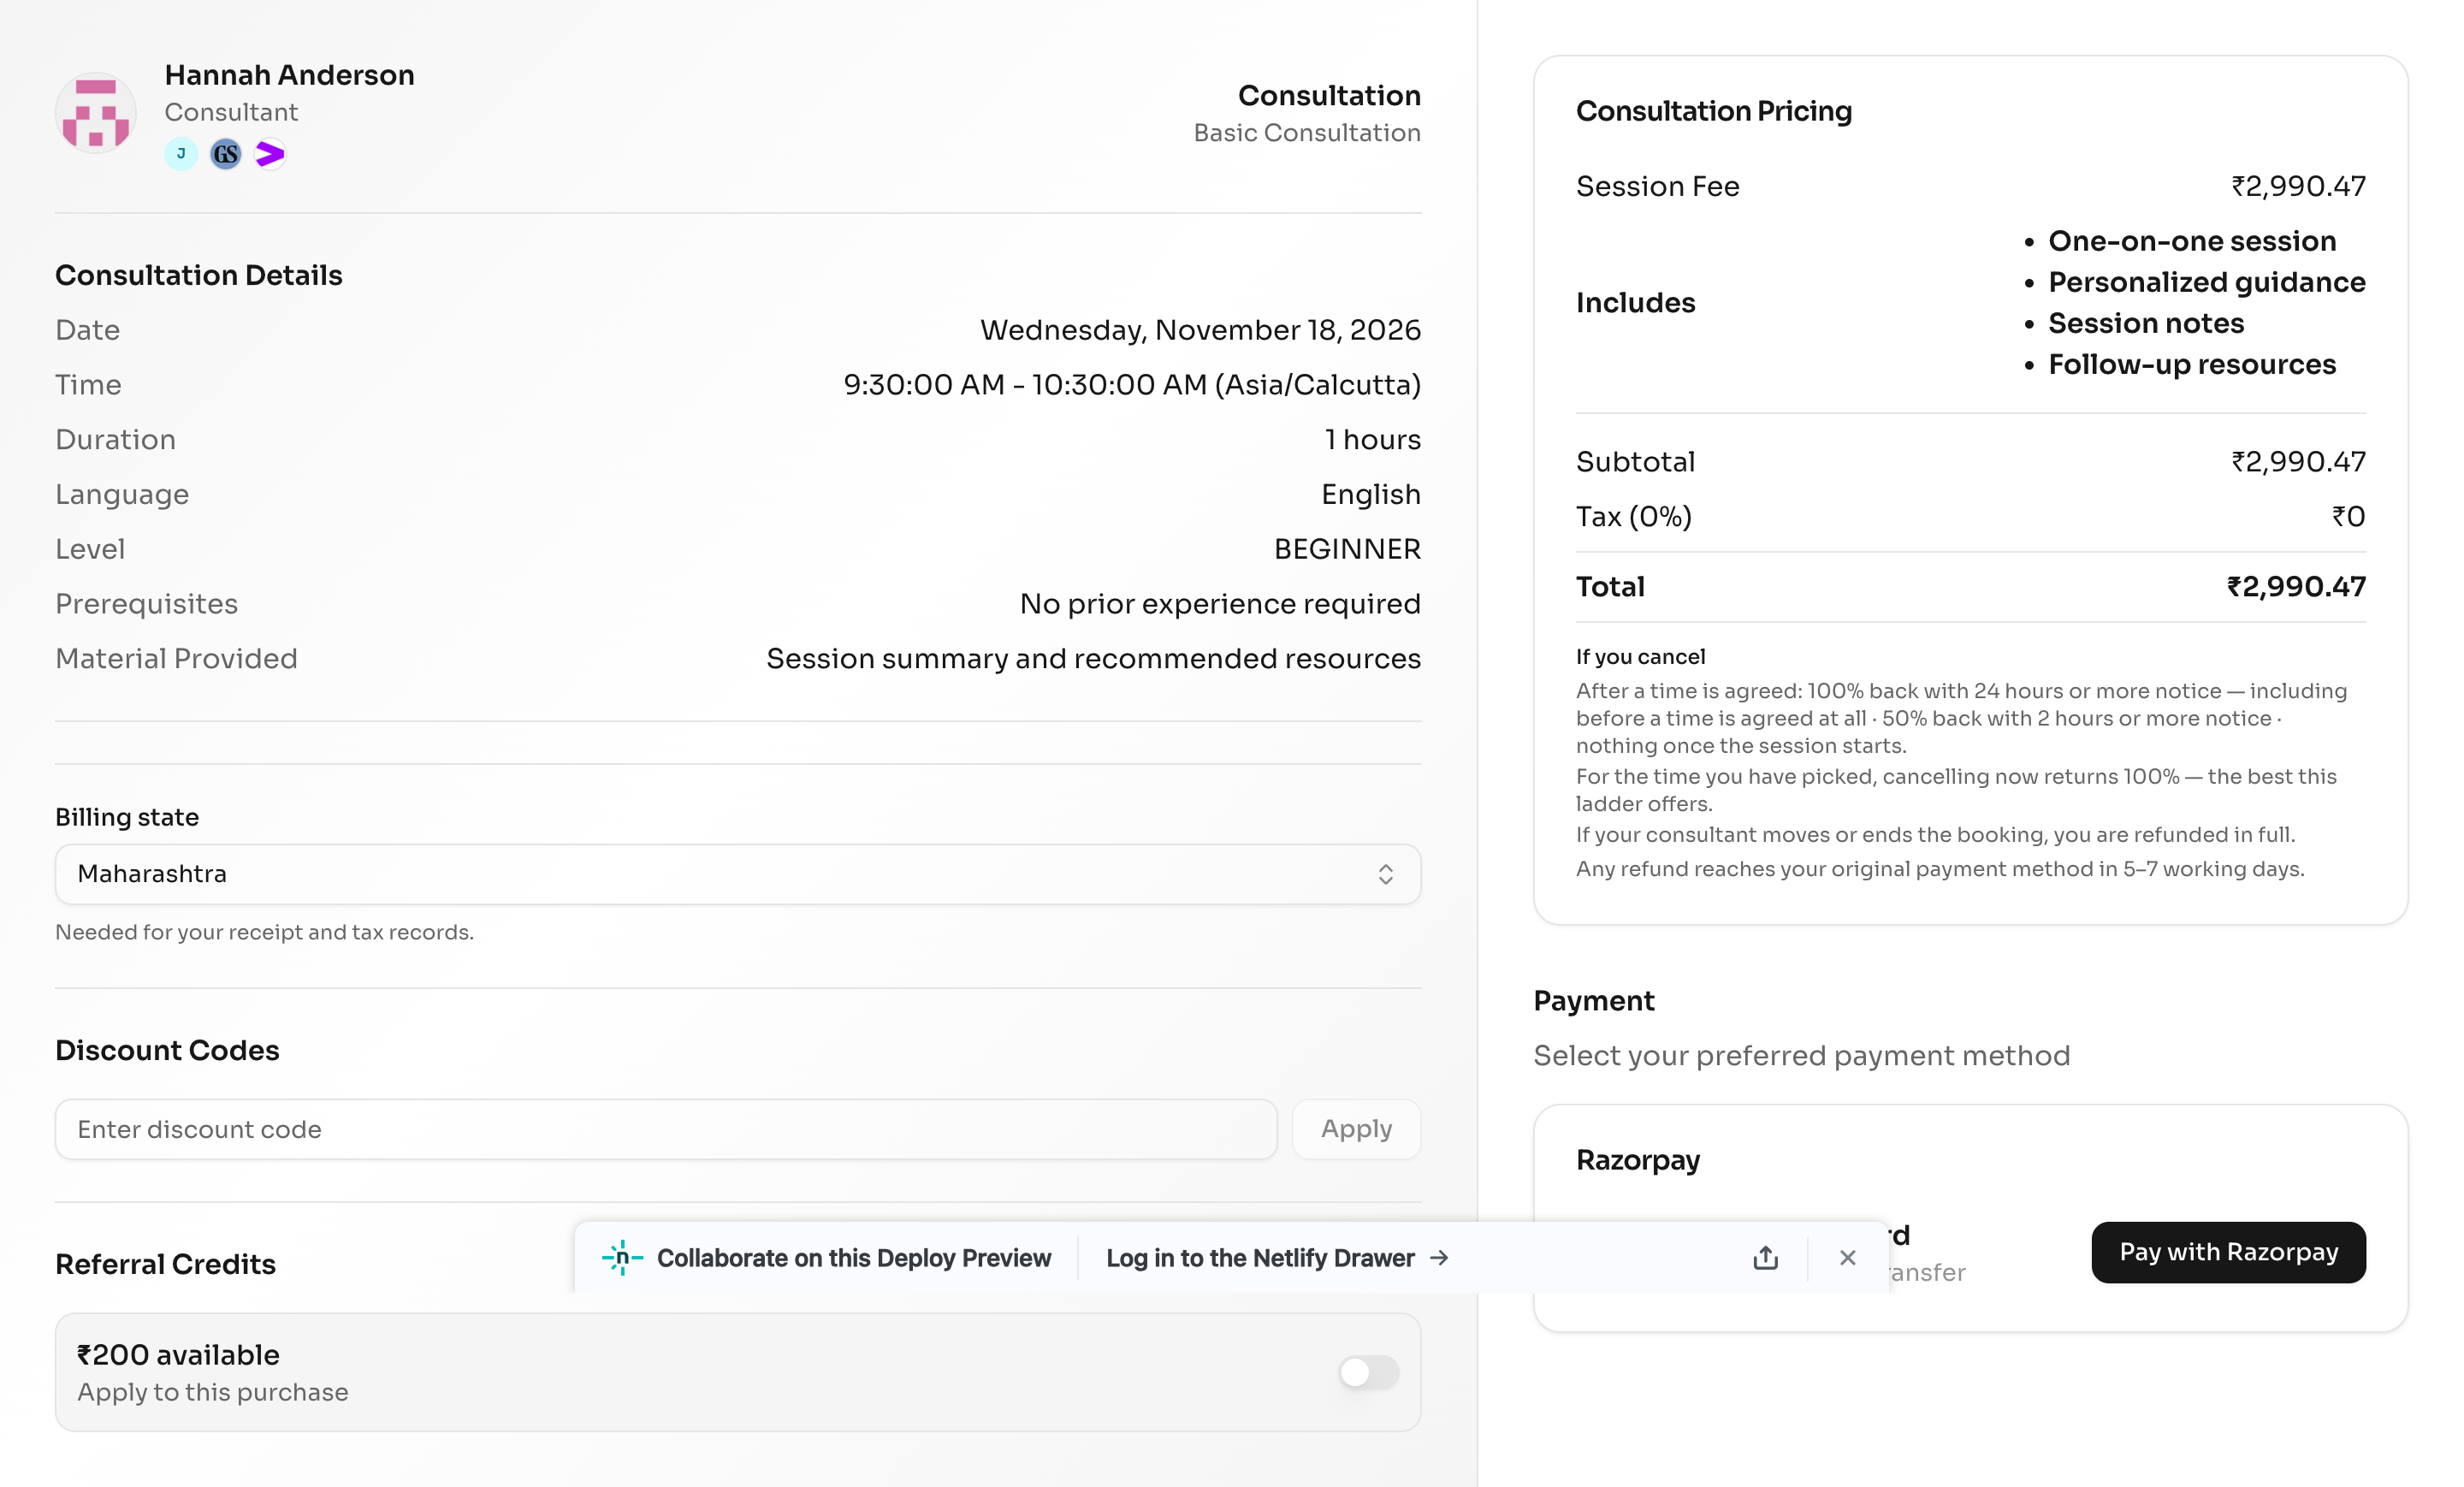 Hannah Anderson
Consultant
J GS
Consultation
Basic Consultation
Consultation Details
Date Wednesday, November 18, 2026
Time 9:30:00 AM - 10:30:00 AM (Asia/Calcutta)
Duration 1 hours
Language English
Level BEGINNER
Prerequisites No prior experience required
Material Provided Session summary and recommended resources
Billing state
Maharashtra
Needed for your receipt and tax records.
Discount Codes
Enter discount code Apply
Referral Credits
₹200 available
Apply to this purchase
Consultation Pricing
Session Fee ₹2,990.47
Includes
• One-on-one session
• Personalized guidance
• Session notes
• Follow-up resources
Subtotal ₹2,990.47
Tax (0%) ₹0
Total ₹2,990.47
If you cancel
After a time is agreed: 100% back with 24 hours or more notice — including
before a time is agreed at all · 50% back with 2 hours or more notice ·
nothing once the session starts.
For the time you have picked, cancelling now returns 100% — the best this
ladder offers.
If your consultant moves or ends the booking, you are refunded in full.
Any refund reaches your original payment method in 5–7 working days.
Payment
Select your preferred payment method
Razorpay
rd
ansfer
Pay with Razorpay
n Collaborate on this Deploy Preview Log in to the Netlify Drawer →